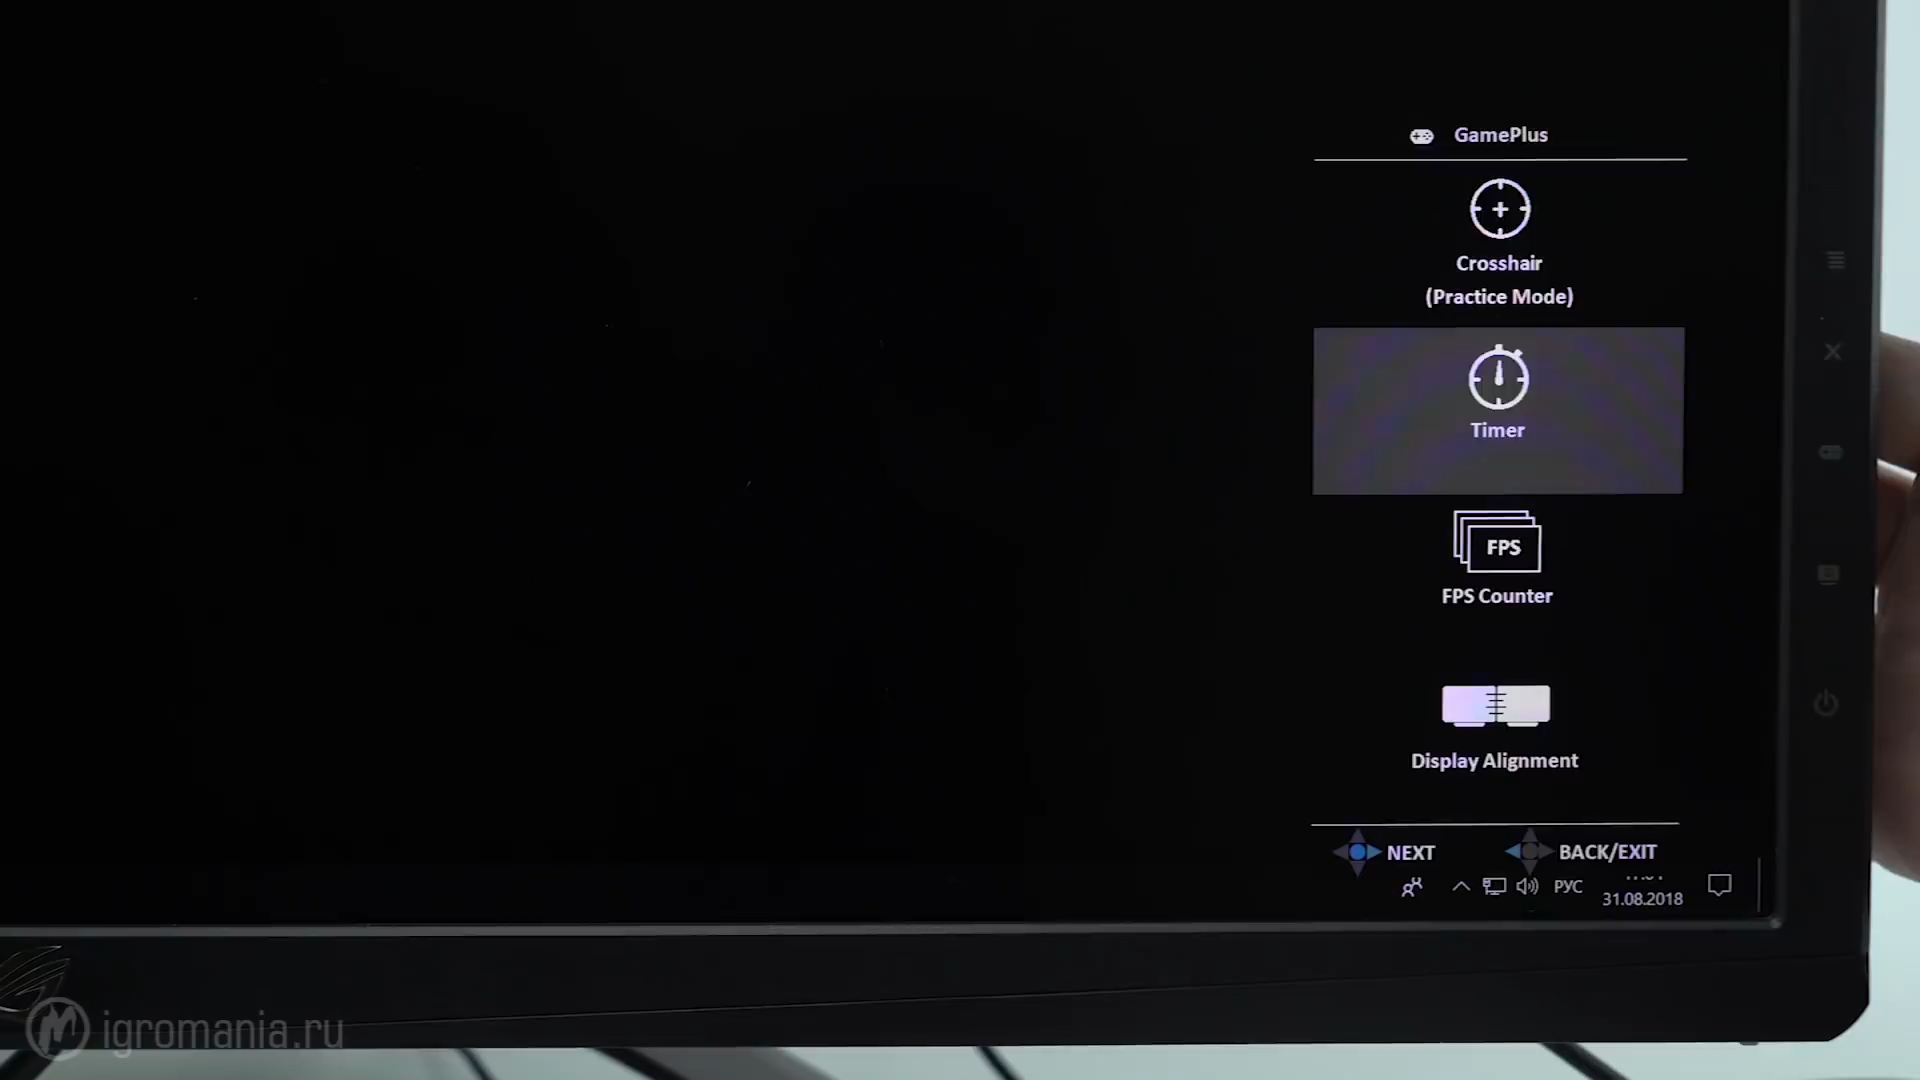 GamePlus
Crosshair
(Practice Mode)
Timer
FPS
FPS Counter
Display Alignment
NEXT BACK/EXIT
РУС
31.08.2018
igromania.ru